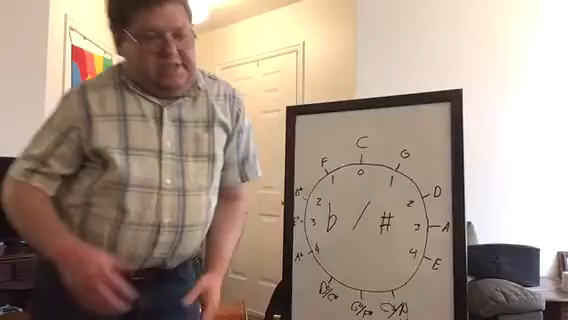 C
F G
0
1 1
B♭ D
2 2
E♭ 3 b / # 3 A
4 4
A♭ E
D♭/C#
G♭/F#